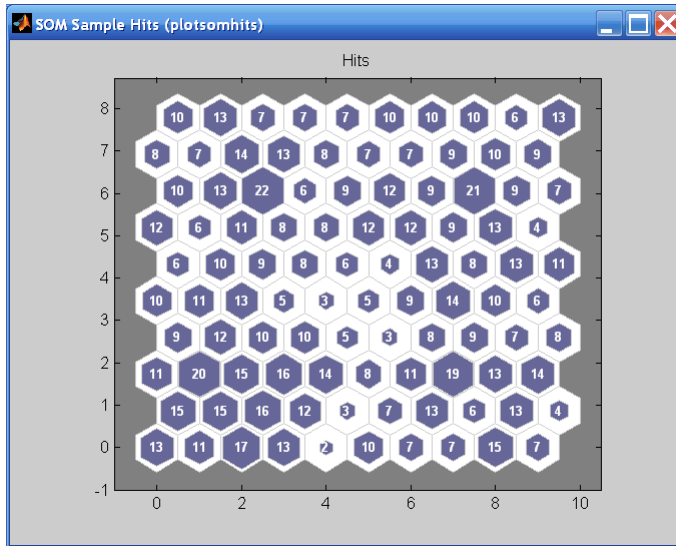 SOM Sample Hits (plotsomhits)
Hits
8
10 13 7 7 7 10 10 10 6 13
7
8 7 14 13 8 7 7 9 10 9
6
10 13 22 6 9 12 9 21 9 7
5
12 6 11 8 8 12 12 9 13 4
4
6 10 9 8 6 4 13 8 13 11
3
10 11 13 5 3 5 9 14 10 6
9 12 10 10 5 3 8 9 7 8
2
11 20 15 16 14 8 11 19 13 14
1
15 15 16 12 3 7 13 6 13 4
0
13 11 17 13 2 10 7 7 15 7
-1
0 2 4 6 8 10